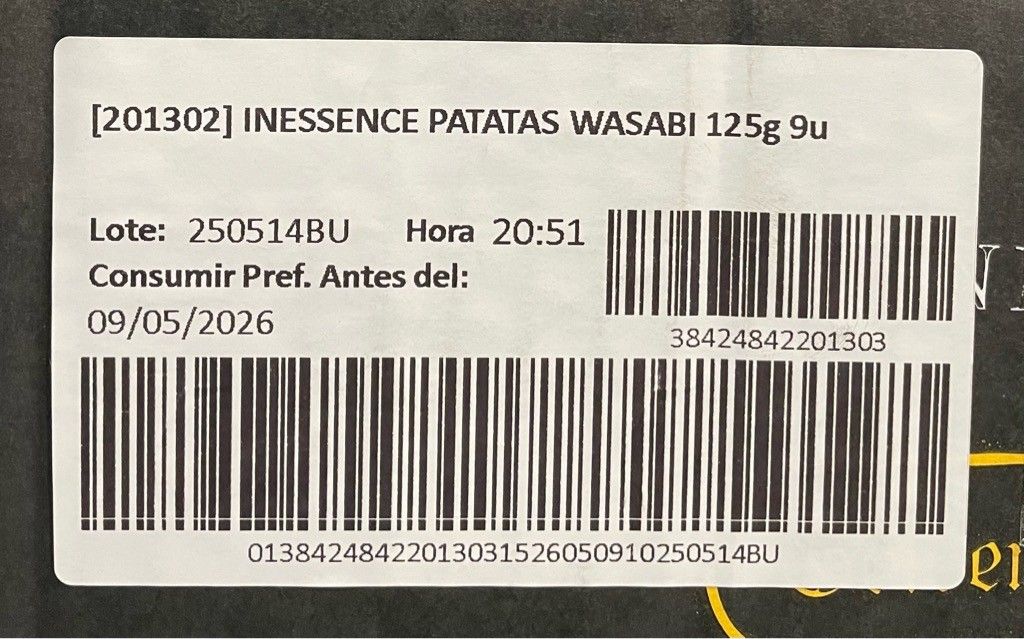 [201302] INESSENCE PATATAS WASABI 125g 9u
Lote: 250514BU Hora 20:51
Consumir Pref. Antes del:
09/05/2026
38424842201303
01384248422013031526050910250514BU